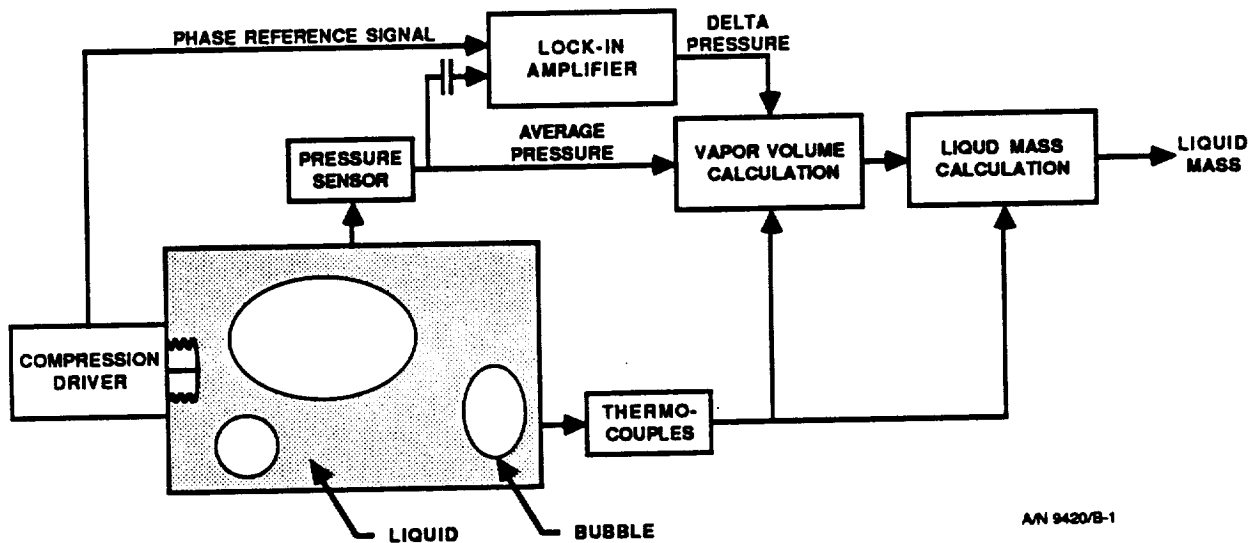 PHASE REFERENCE SIGNAL
LOCK-IN
AMPLIFIER
DELTA
PRESSURE
PRESSURE
SENSOR
AVERAGE
PRESSURE
VAPOR VOLUME
CALCULATION
LIQUD MASS
CALCULATION
LIQUID
MASS
COMPRESSION
DRIVER
THERMO-
COUPLES
LIQUID
BUBBLE
A/N 9420/B-1